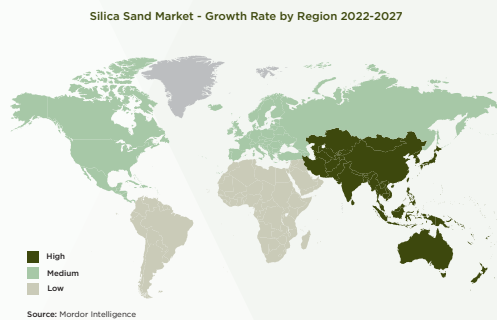 Silica Sand Market - Growth Rate by Region 2022-2027
High
Medium
Low
Source: Mordor Intelligence